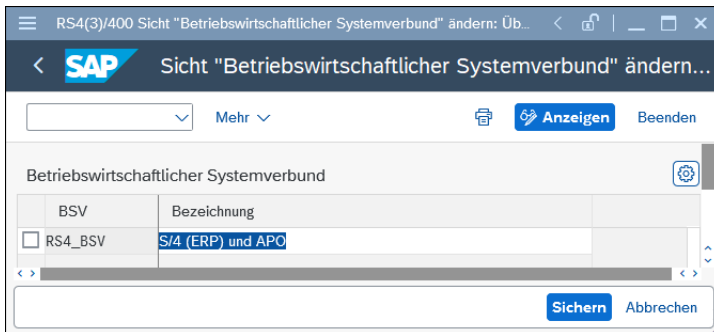 RS4(3)/400 Sicht "Betriebswirtschaftlicher Systemverbund" ändern: Üb...
SAP Sicht "Betriebswirtschaftlicher Systemverbund" ändern...
Mehr Anzeigen Beenden
Betriebswirtschaftlicher Systemverbund
BSV Bezeichnung
RS4_BSV S/4 (ERP) und APO
Sichern Abbrechen